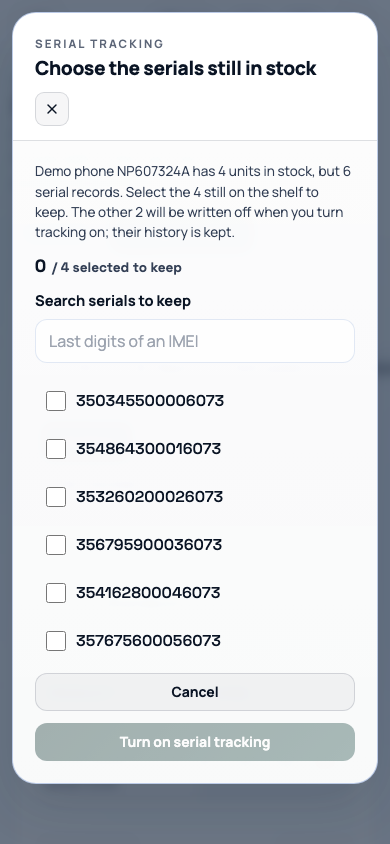 SERIAL TRACKING
Choose the serials still in stock
Demo phone NP607324A has 4 units in stock, but 6
serial records. Select the 4 still on the shelf to
keep. The other 2 will be written off when you turn
tracking on; their history is kept.
0 / 4 selected to keep
Search serials to keep
Last digits of an IMEI
350345500006073
354864300016073
353260200026073
356795900036073
354162800046073
357675600056073
Cancel
Turn on serial tracking